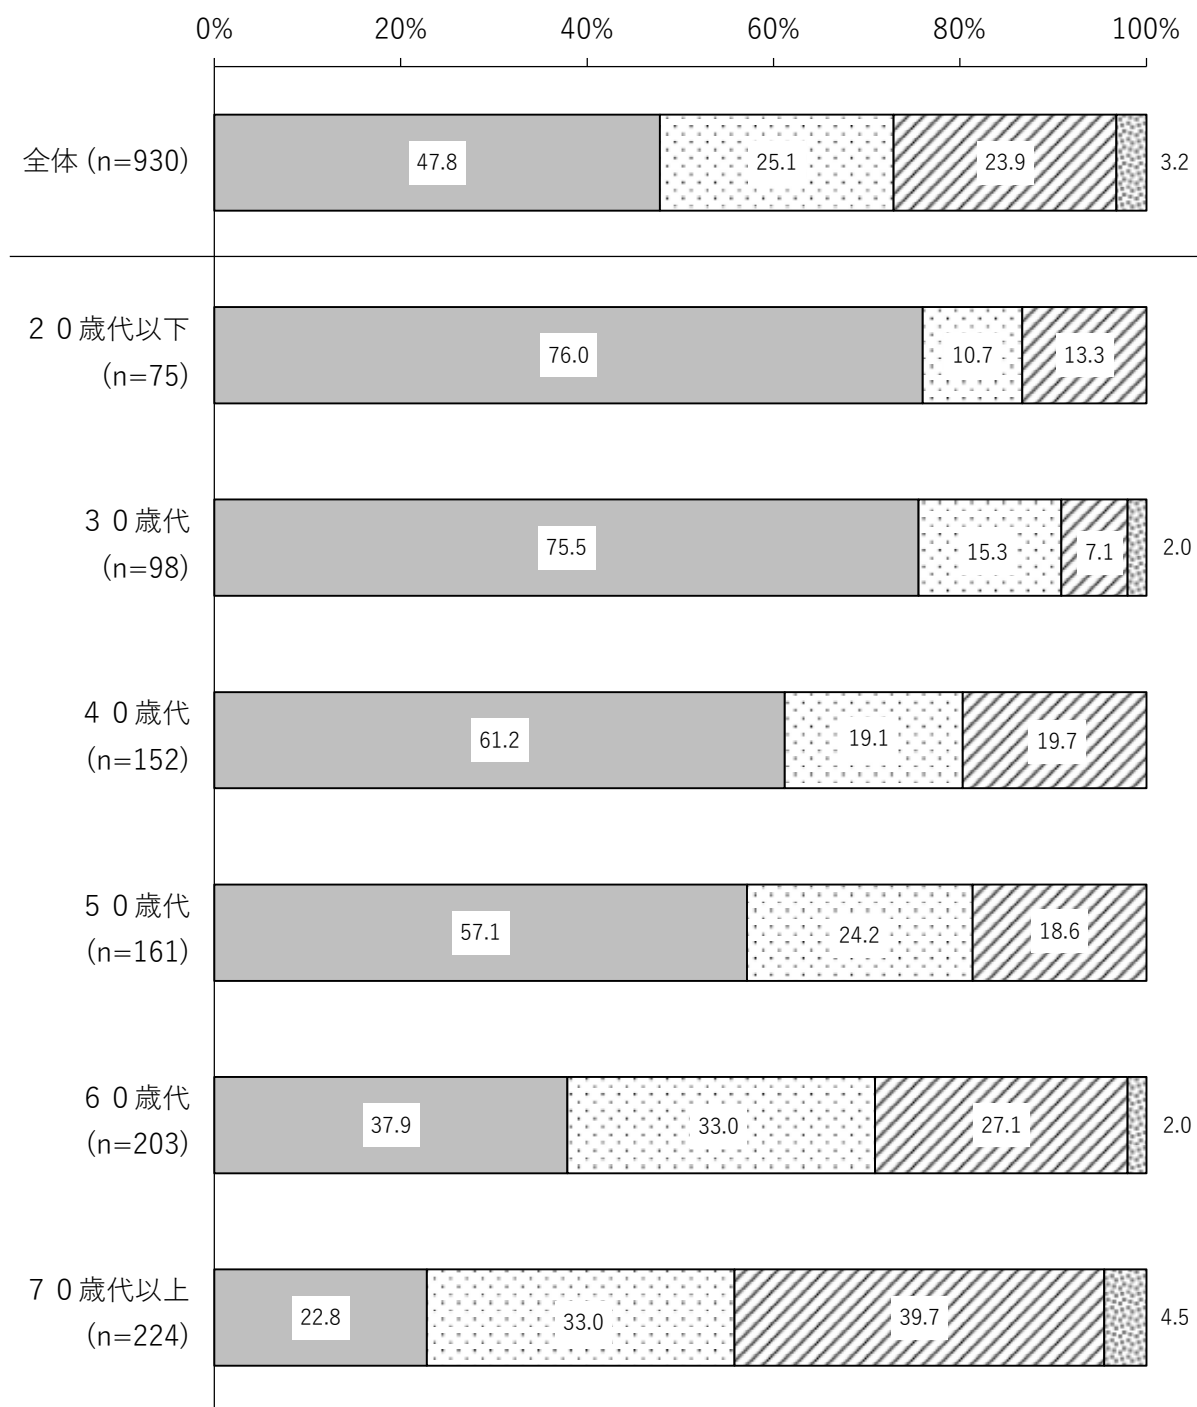 0% 20% 40% 60% 80% 100%
全体 (n=930) 47.8 25.1 23.9 3.2
２０歳代以下
(n=75)
76.0 10.7 13.3
３０歳代
(n=98)
75.5 15.3 7.1 2.0
４０歳代
(n=152)
61.2 19.1 19.7
５０歳代
(n=161)
57.1 24.2 18.6
６０歳代
(n=203)
37.9 33.0 27.1 2.0
７０歳代以上
(n=224)
22.8 33.0 39.7 4.5